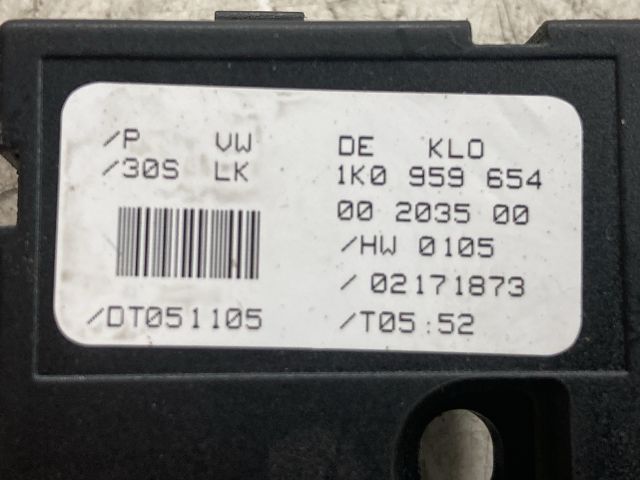 /P VW DE KLO
/30S LK 1K0 959 654
00 2035 00
/HW 0105
/ 02171873
/DT051105 /T05:52